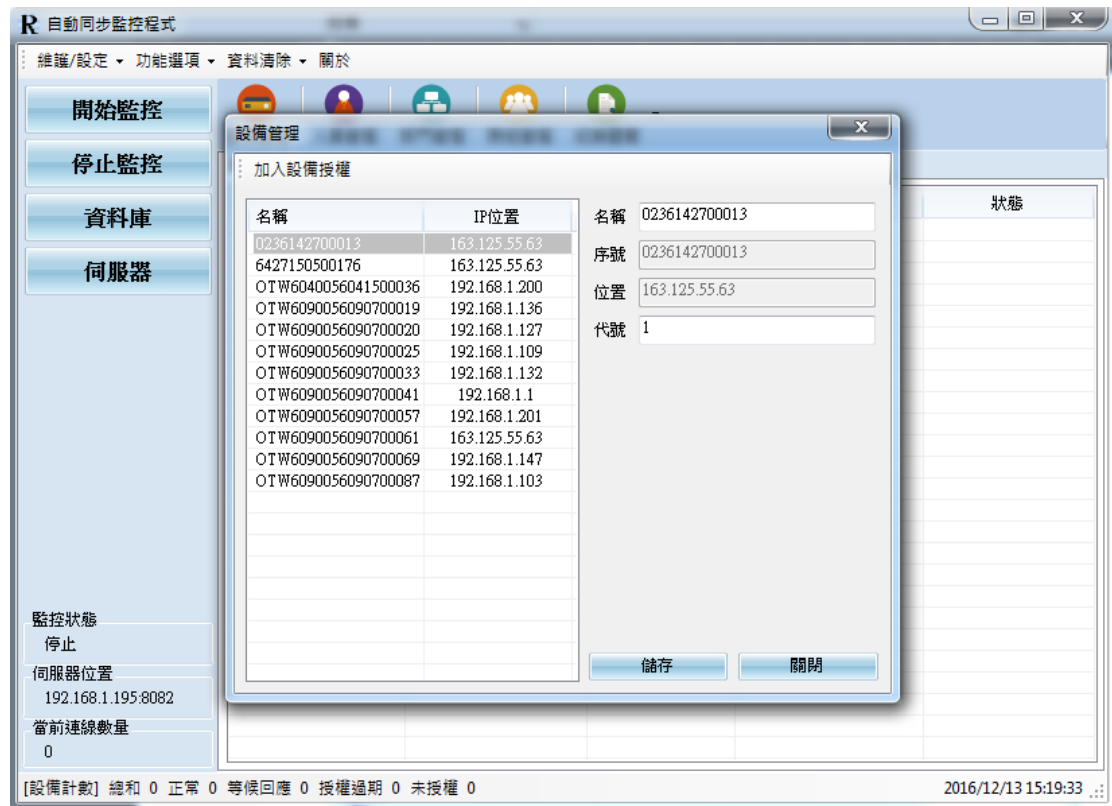 R 自動同步監控程式
維護/設定 功能選項 資料清除 關於
開始監控
停止監控
資料庫
伺服器
設備管理
加入設備授權
名稱 IP位置
0236142700013 163.125.55.63
6427150500176 163.125.55.63
OTW6040056041500036 192.168.1.200
OTW6090056090700019 192.168.1.136
OTW6090056090700020 192.168.1.127
OTW6090056090700025 192.168.1.109
OTW6090056090700033 192.168.1.132
OTW6090056090700041 192.168.1.1
OTW6090056090700057 192.168.1.201
OTW6090056090700061 163.125.55.63
OTW6090056090700069 192.168.1.147
OTW6090056090700087 192.168.1.103
名稱 0236142700013
序號 0236142700013
位置 163.125.55.63
代號 1
儲存 關閉
狀態
監控狀態
停止
伺服器位置
192.168.1.195:8082
當前連線數量
0
[設備計數] 總和 0 正常 0 等候回應 0 授權過期 0 未授權 0
2016/12/13 15:19:33